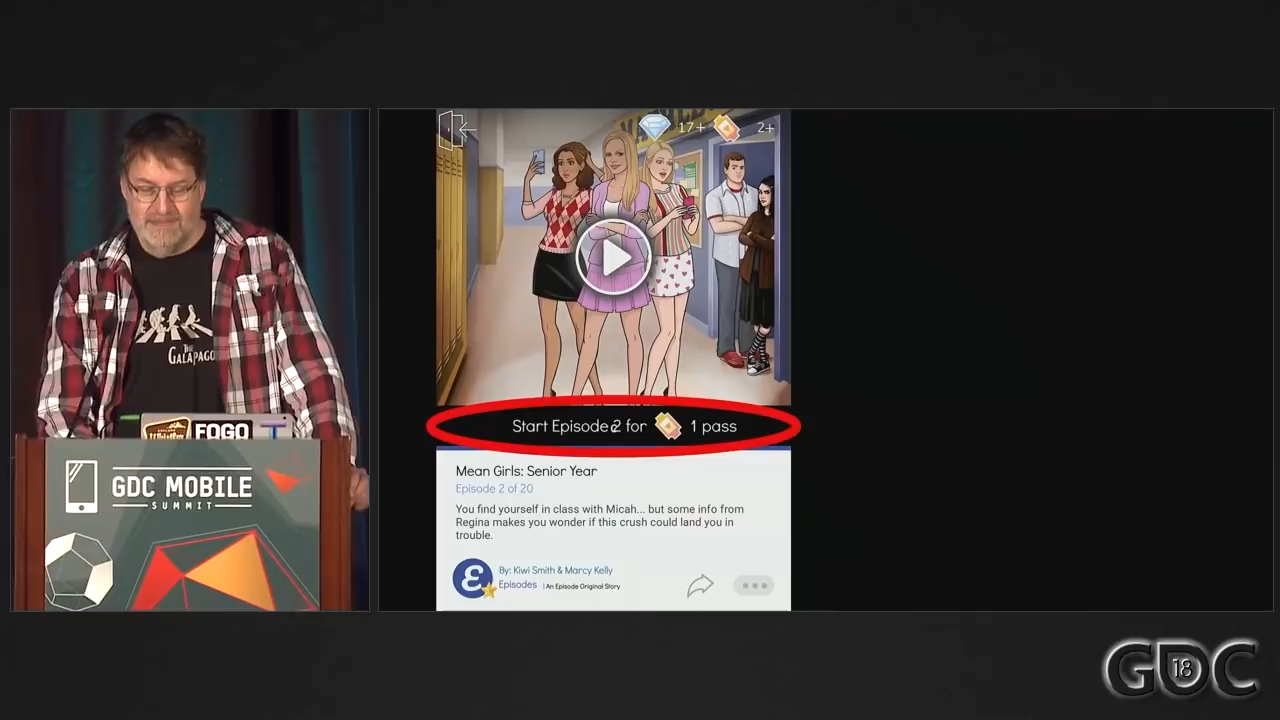 THE
GALAPAGO
FOGO
GDC MOBILE
SUMMIT
17+
2+
Start Episode 2 for 1 pass
Mean Girls: Senior Year
Episode 2 of 20
You find yourself in class with Micah... but some info from
Regina makes you wonder if this crush could land you in
trouble.
By: Kiwi Smith & Marcy Kelly
Episodes | An Episode Original Story
GDC
18